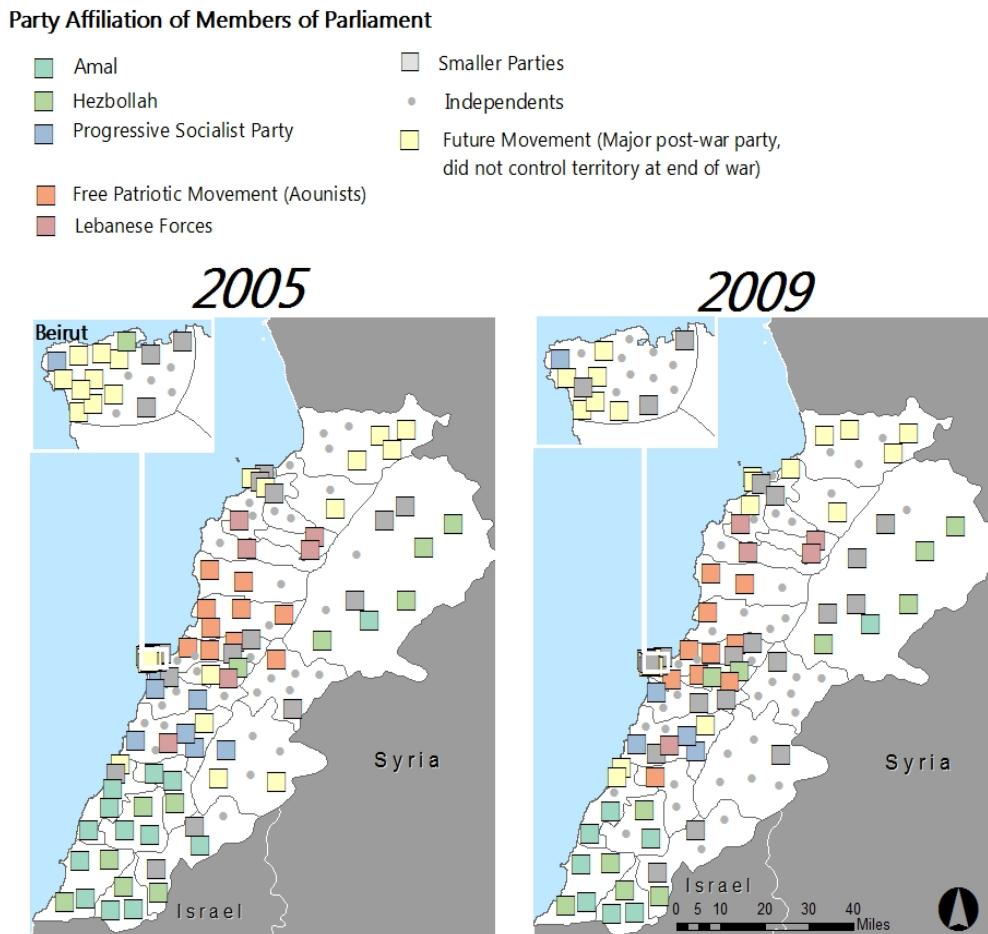 Party Affiliation of Members of Parliament
Amal
Hezbollah
Progressive Socialist Party
Free Patriotic Movement (Aounists)
Lebanese Forces
Smaller Parties
Independents
Future Movement (Major post-war party,
did not control territory at end of war)
2005
Beirut
Syria
Israel
2009
Syria
Israel
0 5 10 20 30 40
Miles